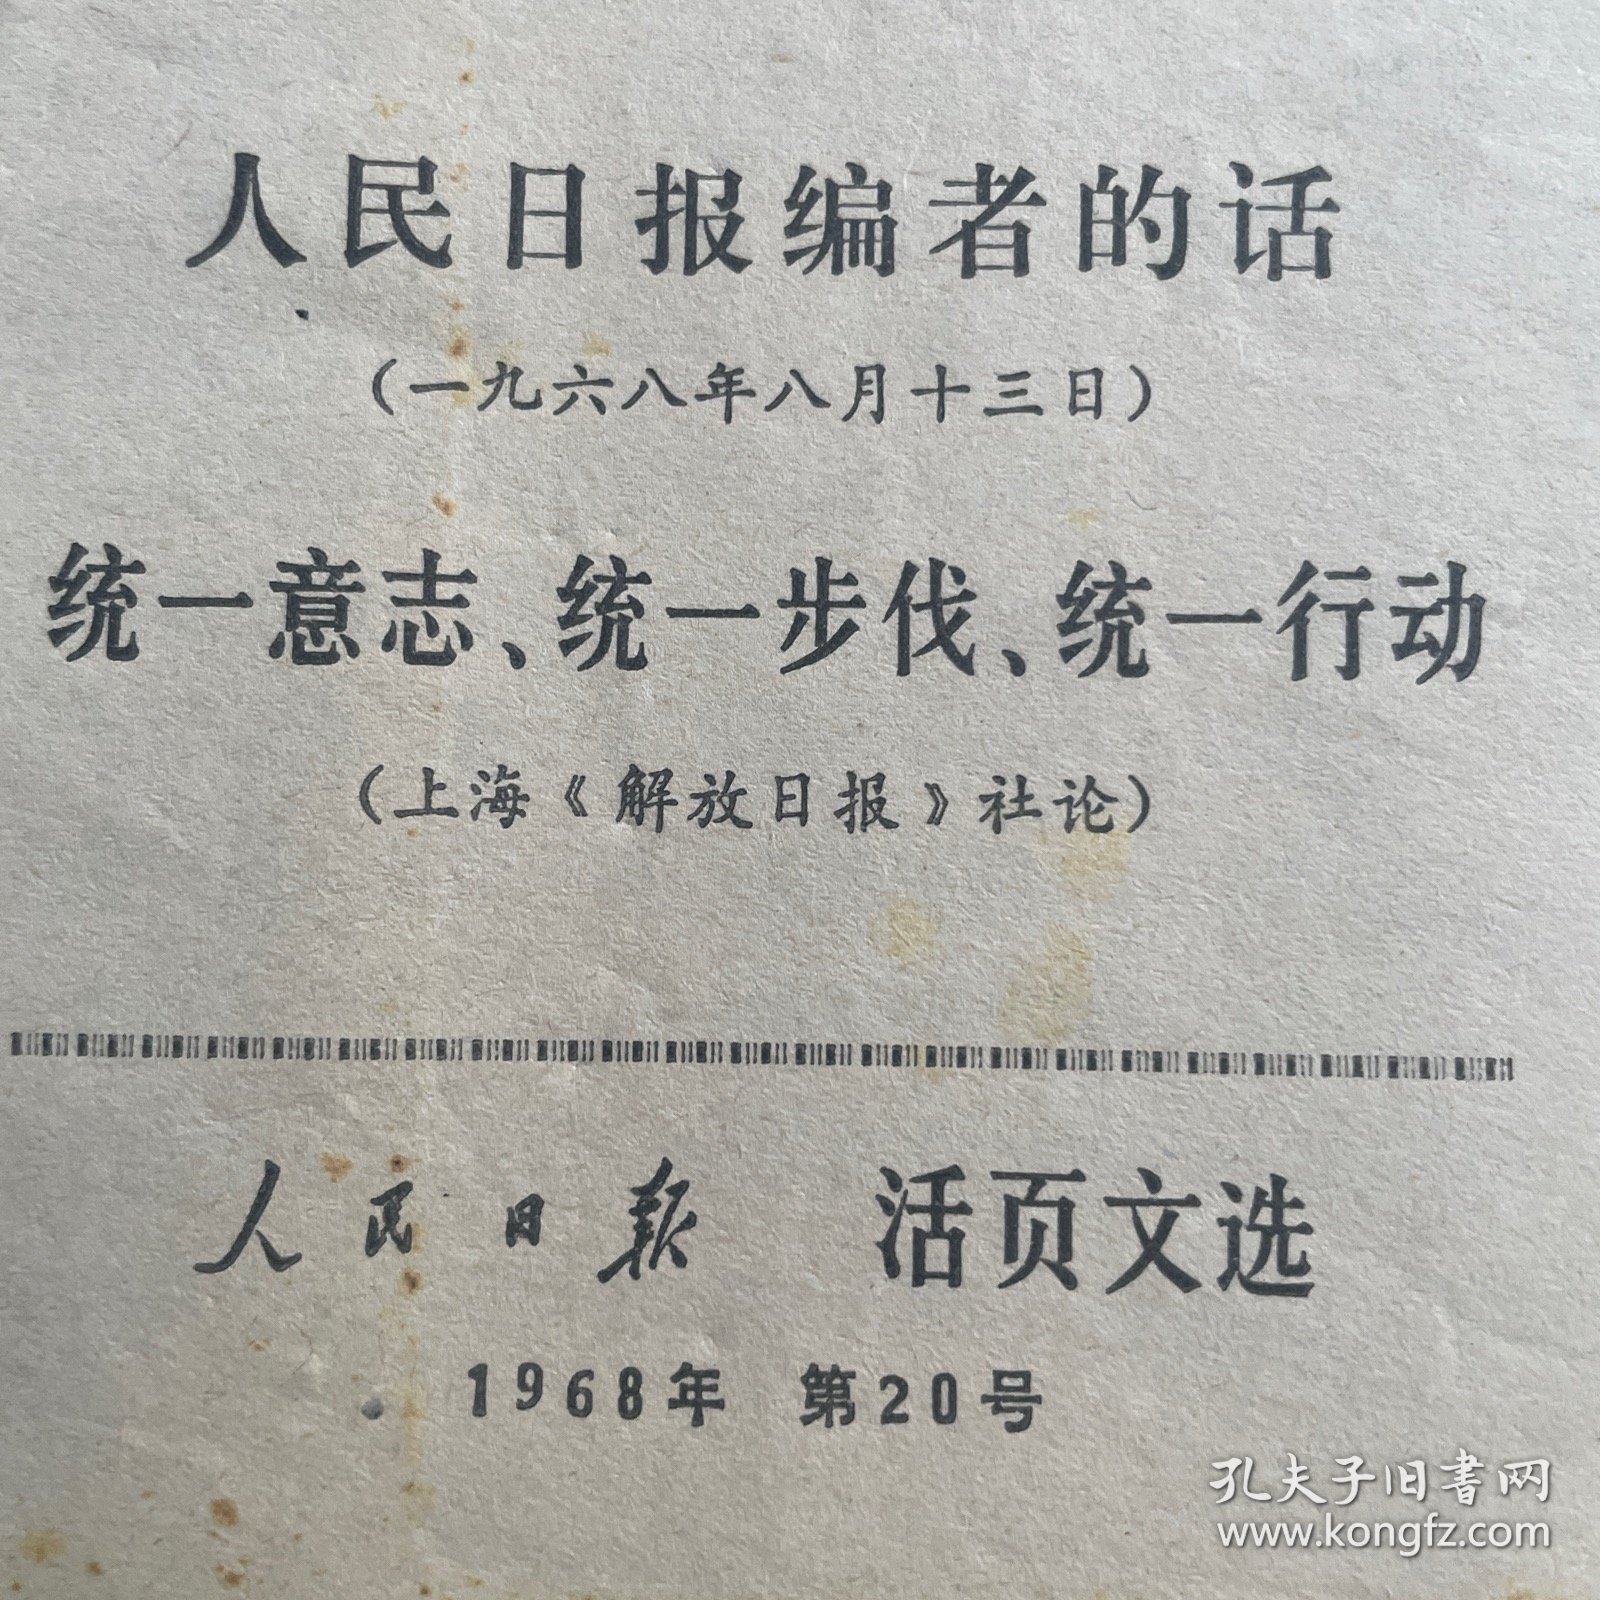 人民日报编者的话
（一九六八年八月十三日）
统一意志、统一步伐、统一行动
（上海《解放日报》社论）
人民日报 活页文选
1968年 第20号
孔夫子旧书网
www.kongfz.com